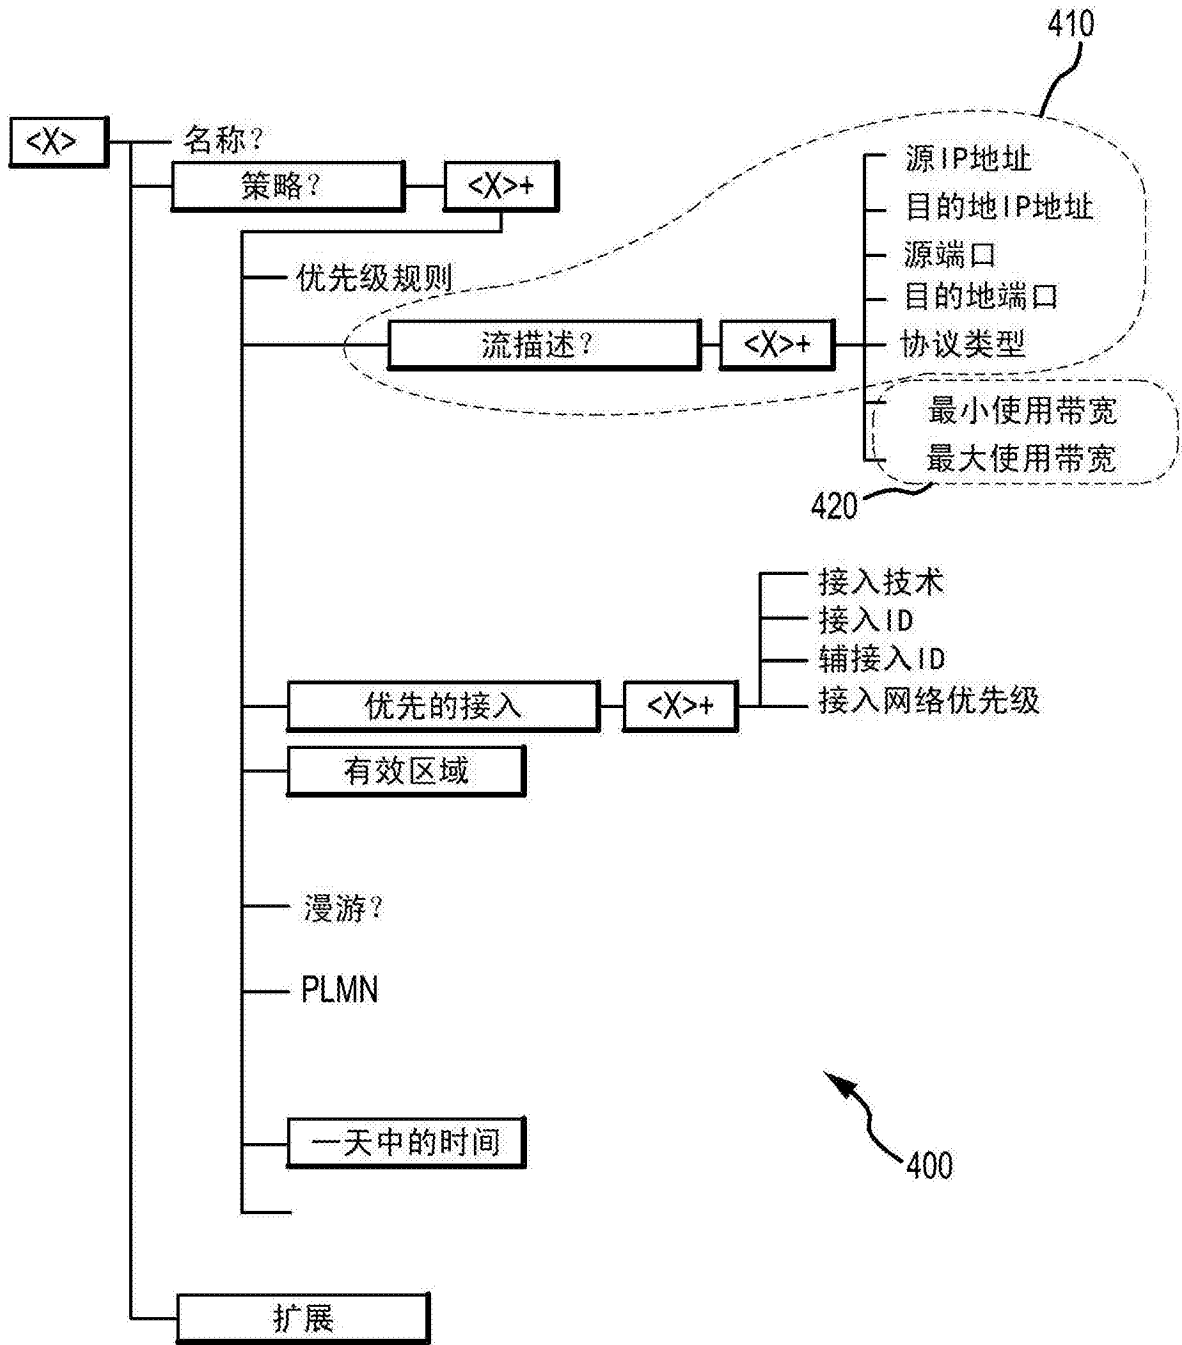 410
<X>
名称？
策略？
<X>+
优先级规则
流描述？
<X>+
源IP地址
目的地IP地址
源端口
目的地端口
协议类型
最小使用带宽
最大使用带宽
420
优先的接入
<X>+
接入技术
接入ID
辅接入ID
接入网络优先级
有效区域
漫游？
PLMN
一天中的时间
400
扩展